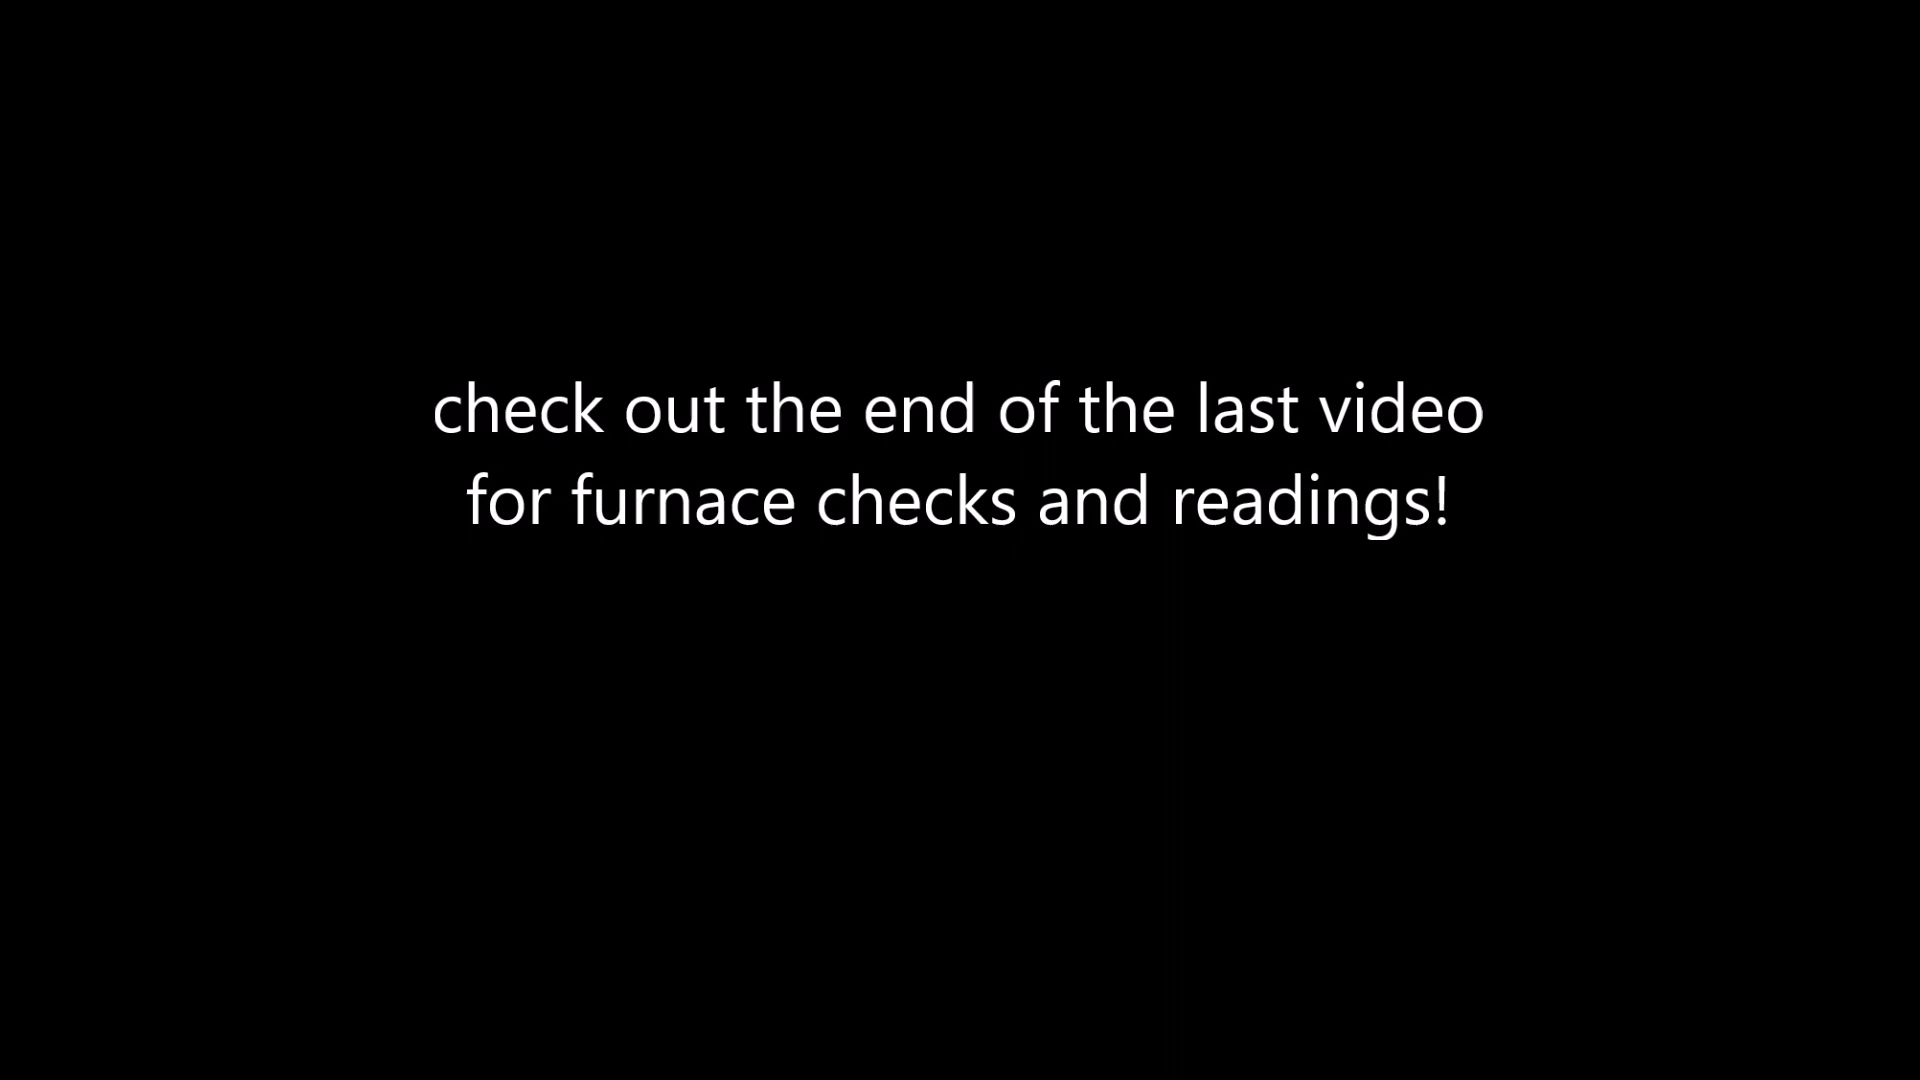 check out the end of the last video
for furnace checks and readings!